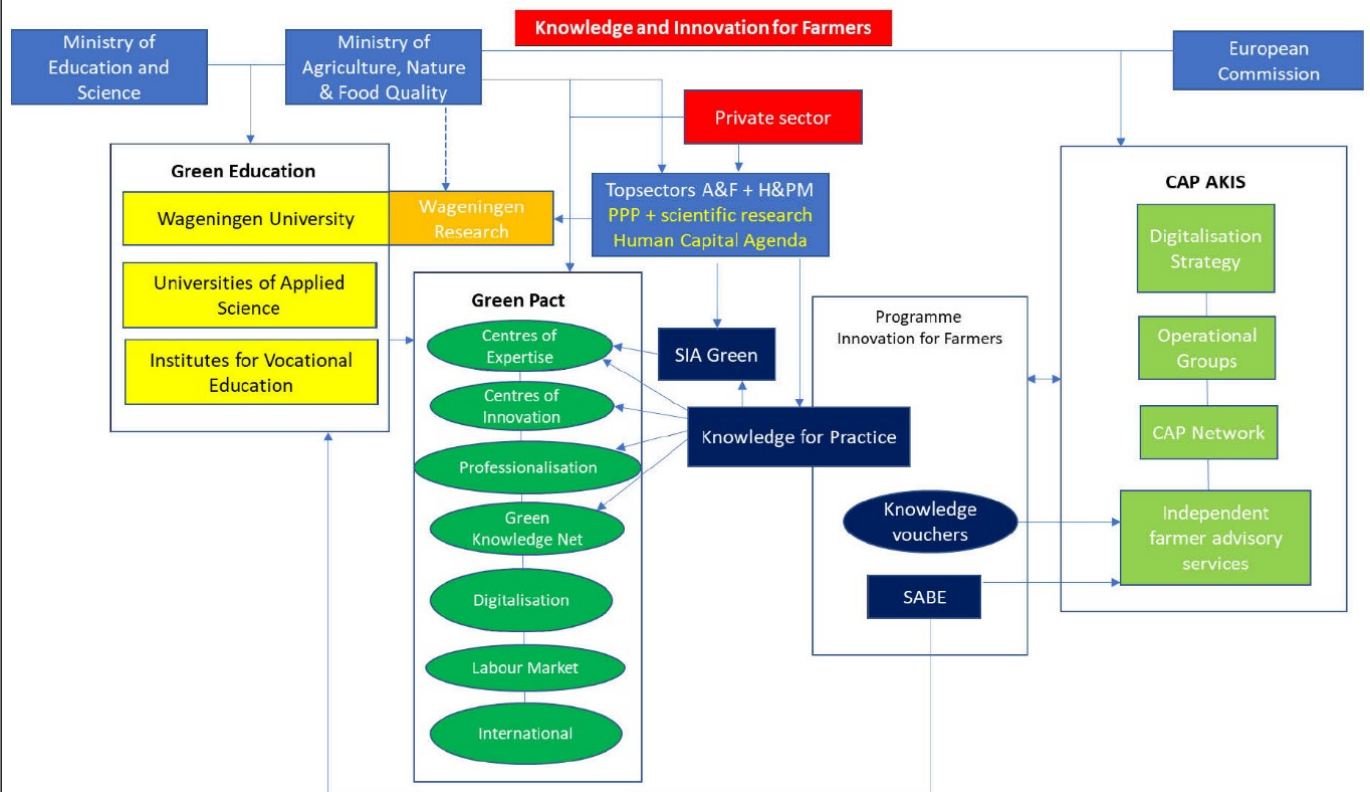 Knowledge and Innovation for Farmers
Ministry of
Education and
Science
Ministry of
Agriculture, Nature
& Food Quality
European
Commission
Private sector
Green Education
Wageningen University
Wageningen
Research
Universities of Applied
Science
Institutes for Vocational
Education
Topsectors A&F + H&PM
PPP + scientific research
Human Capital Agenda
Green Pact
Centres of
Expertise
Centres of
Innovation
Professionalisation
Green
Knowledge Net
Digitalisation
Labour Market
International
SIA Green
Knowledge for Practice
Programme
Innovation for Farmers
Knowledge
vouchers
SABE
CAP AKIS
Digitalisation
Strategy
Operational
Groups
CAP Network
Independent
farmer advisory
services